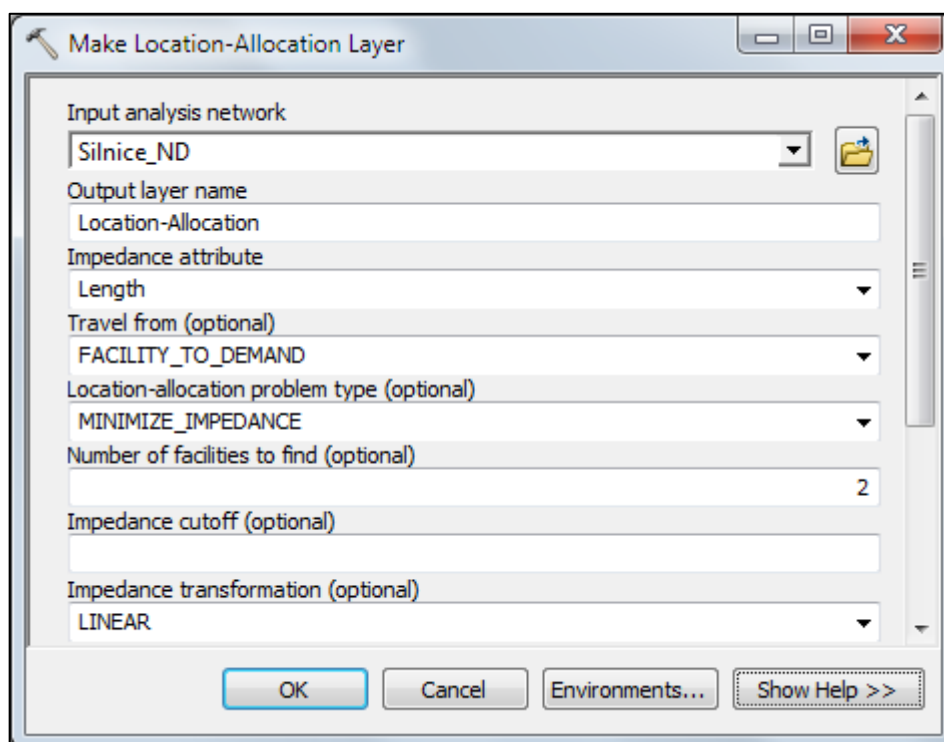 Make Location-Allocation Layer
Input analysis network
Silnice_ND
Output layer name
Location-Allocation
Impedance attribute
Length
Travel from (optional)
FACILITY_TO_DEMAND
Location-allocation problem type (optional)
MINIMIZE_IMPEDANCE
Number of facilities to find (optional)
2
Impedance cutoff (optional)
Impedance transformation (optional)
LINEAR
OK Cancel Environments... Show Help >>